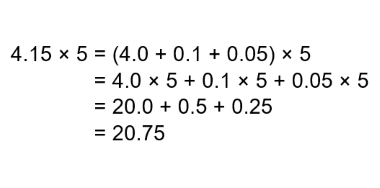 4.15 × 5 = (4.0 + 0.1 + 0.05) × 5
= 4.0 × 5 + 0.1 × 5 + 0.05 × 5
= 20.0 + 0.5 + 0.25
= 20.75